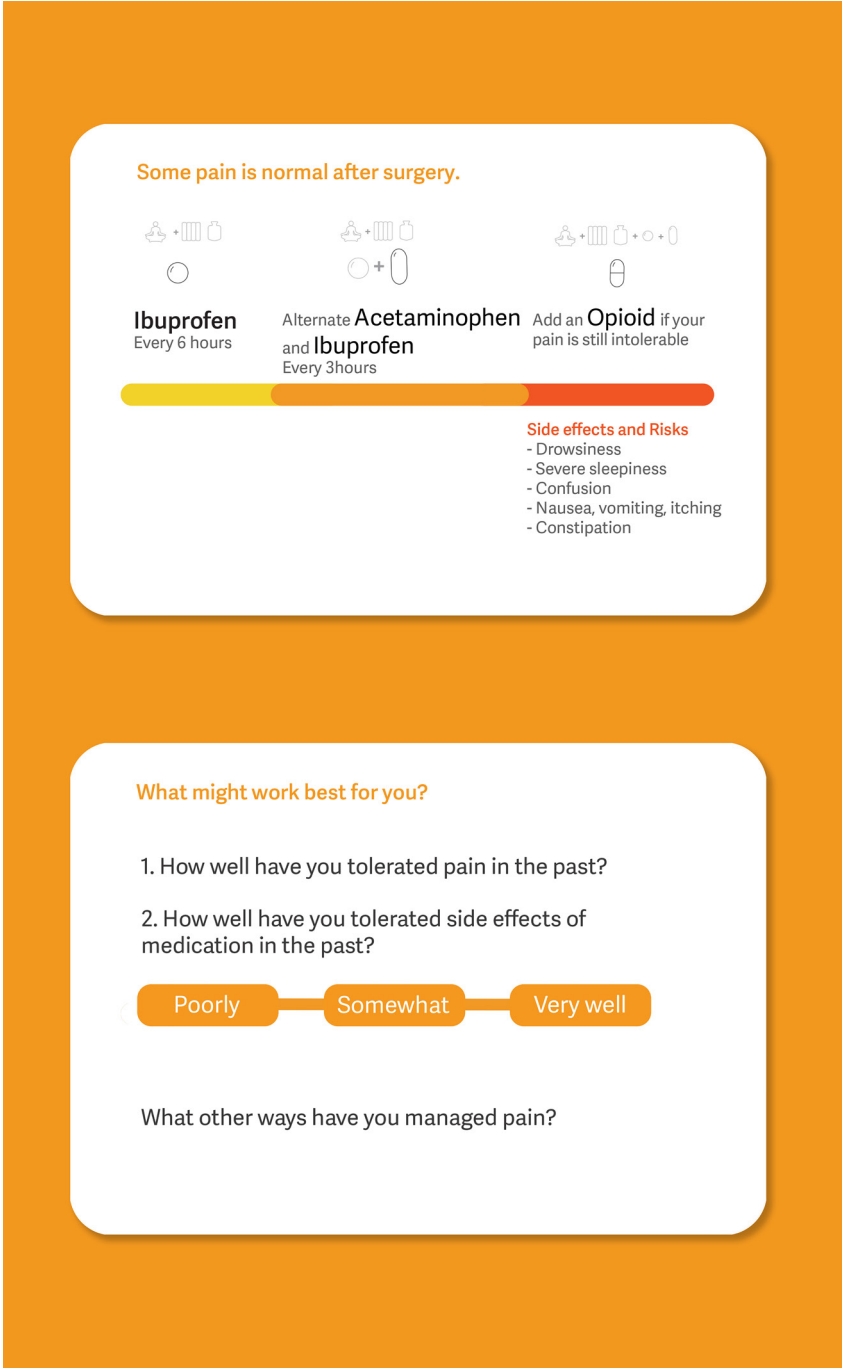 Some pain is normal after surgery.
Ibuprofen
Every 6 hours
Alternate Acetaminophen
and Ibuprofen
Every 3hours
Add an Opioid if your
pain is still intolerable
Side effects and Risks
- Drowsiness
- Severe sleepiness
- Confusion
- Nausea, vomiting, itching
- Constipation
What might work best for you?
1. How well have you tolerated pain in the past?
2. How well have you tolerated side effects of
medication in the past?
Poorly
Somewhat
Very well
What other ways have you managed pain?